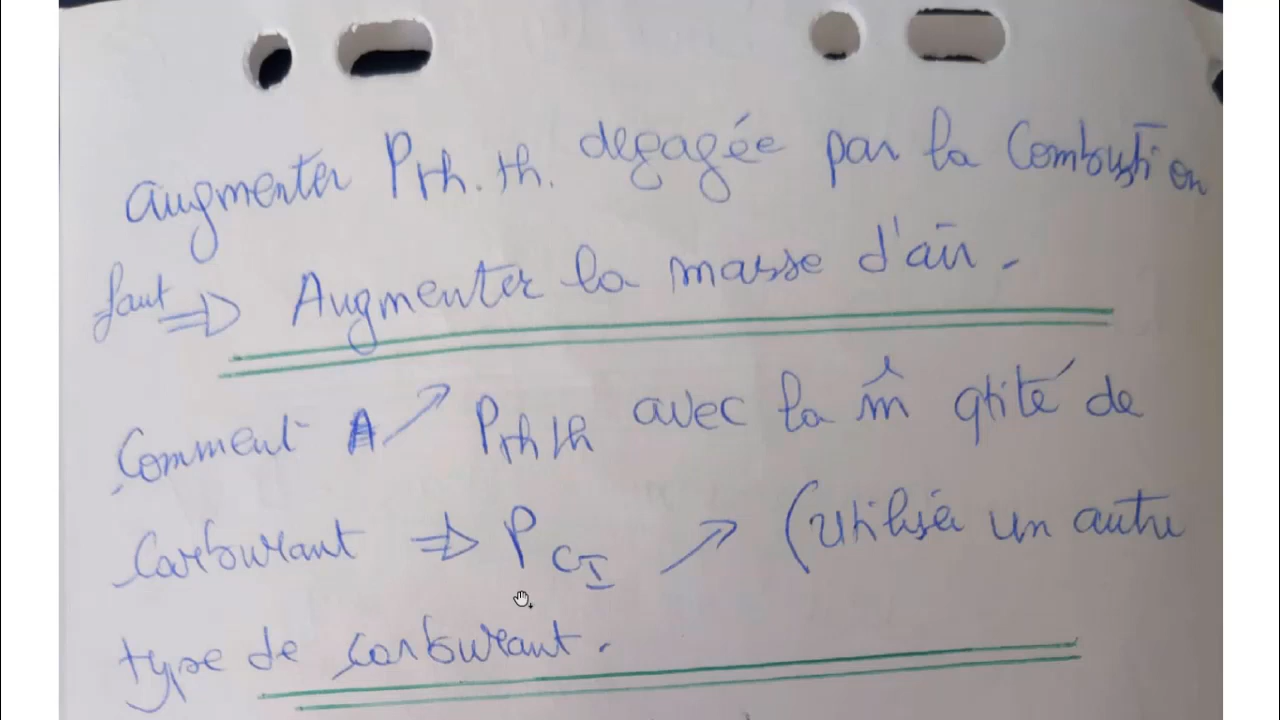 augmenter Pth.th. degagée par la Combustion
faut ⇒ Augmenter la masse d'air.
Comment A ↗ Pth th avec la m̂ qtité de
carburant ⇒ PCI ↗ (utiliser un autre
type de carburant.